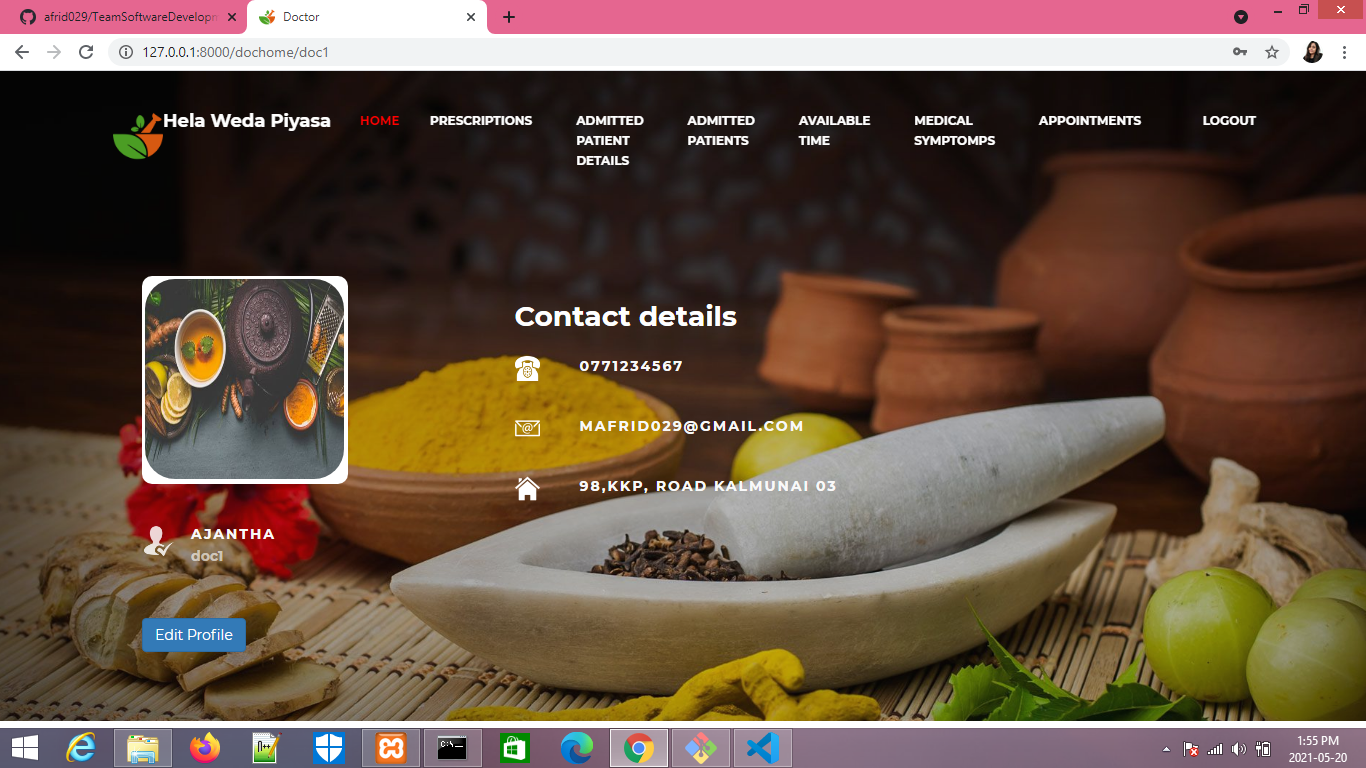 afrid029/TeamSoftwareDevelopm
Doctor
127.0.0.1:8000/dochome/doc1
Hela Weda Piyasa
HOME
PRESCRIPTIONS
ADMITTED
PATIENT
DETAILS
ADMITTED
PATIENTS
AVAILABLE
TIME
MEDICAL
SYMPTOMPS
APPOINTMENTS
LOGOUT
Contact details
0771234567
MAFRID029@GMAIL.COM
98,KKP, ROAD KALMUNAI 03
AJANTHA
doc1
Edit Profile
1:55 PM
2021-05-20